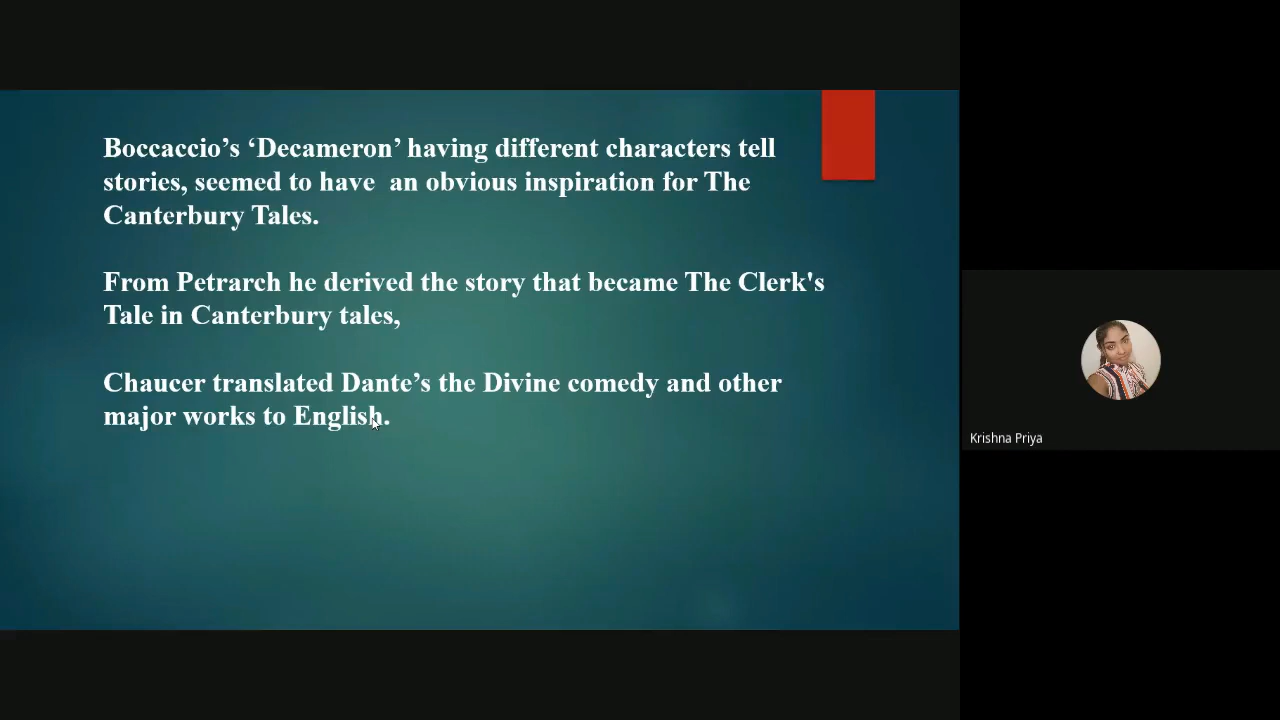 Boccaccio’s ‘Decameron’ having different characters tell
stories, seemed to have  an obvious inspiration for The
Canterbury Tales.
From Petrarch he derived the story that became The Clerk's
Tale in Canterbury tales,
Chaucer translated Dante’s the Divine comedy and other
major works to English.
Krishna Priya